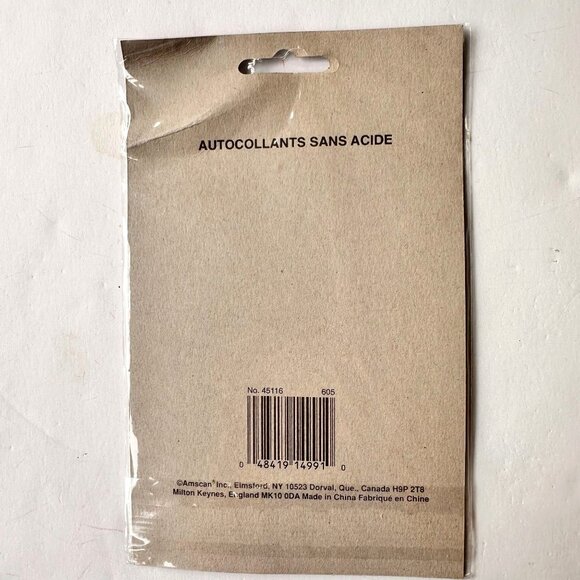 AUTOCOLLANTS SANS ACIDE
No. 45116 605
0 48419 14991 0
©Amscan® Inc., Elmsford, NY 10523 Dorval, Que., Canada H9P 2T8
Milton Keynes, England MK10 0DA Made in China Fabriqué en Chine